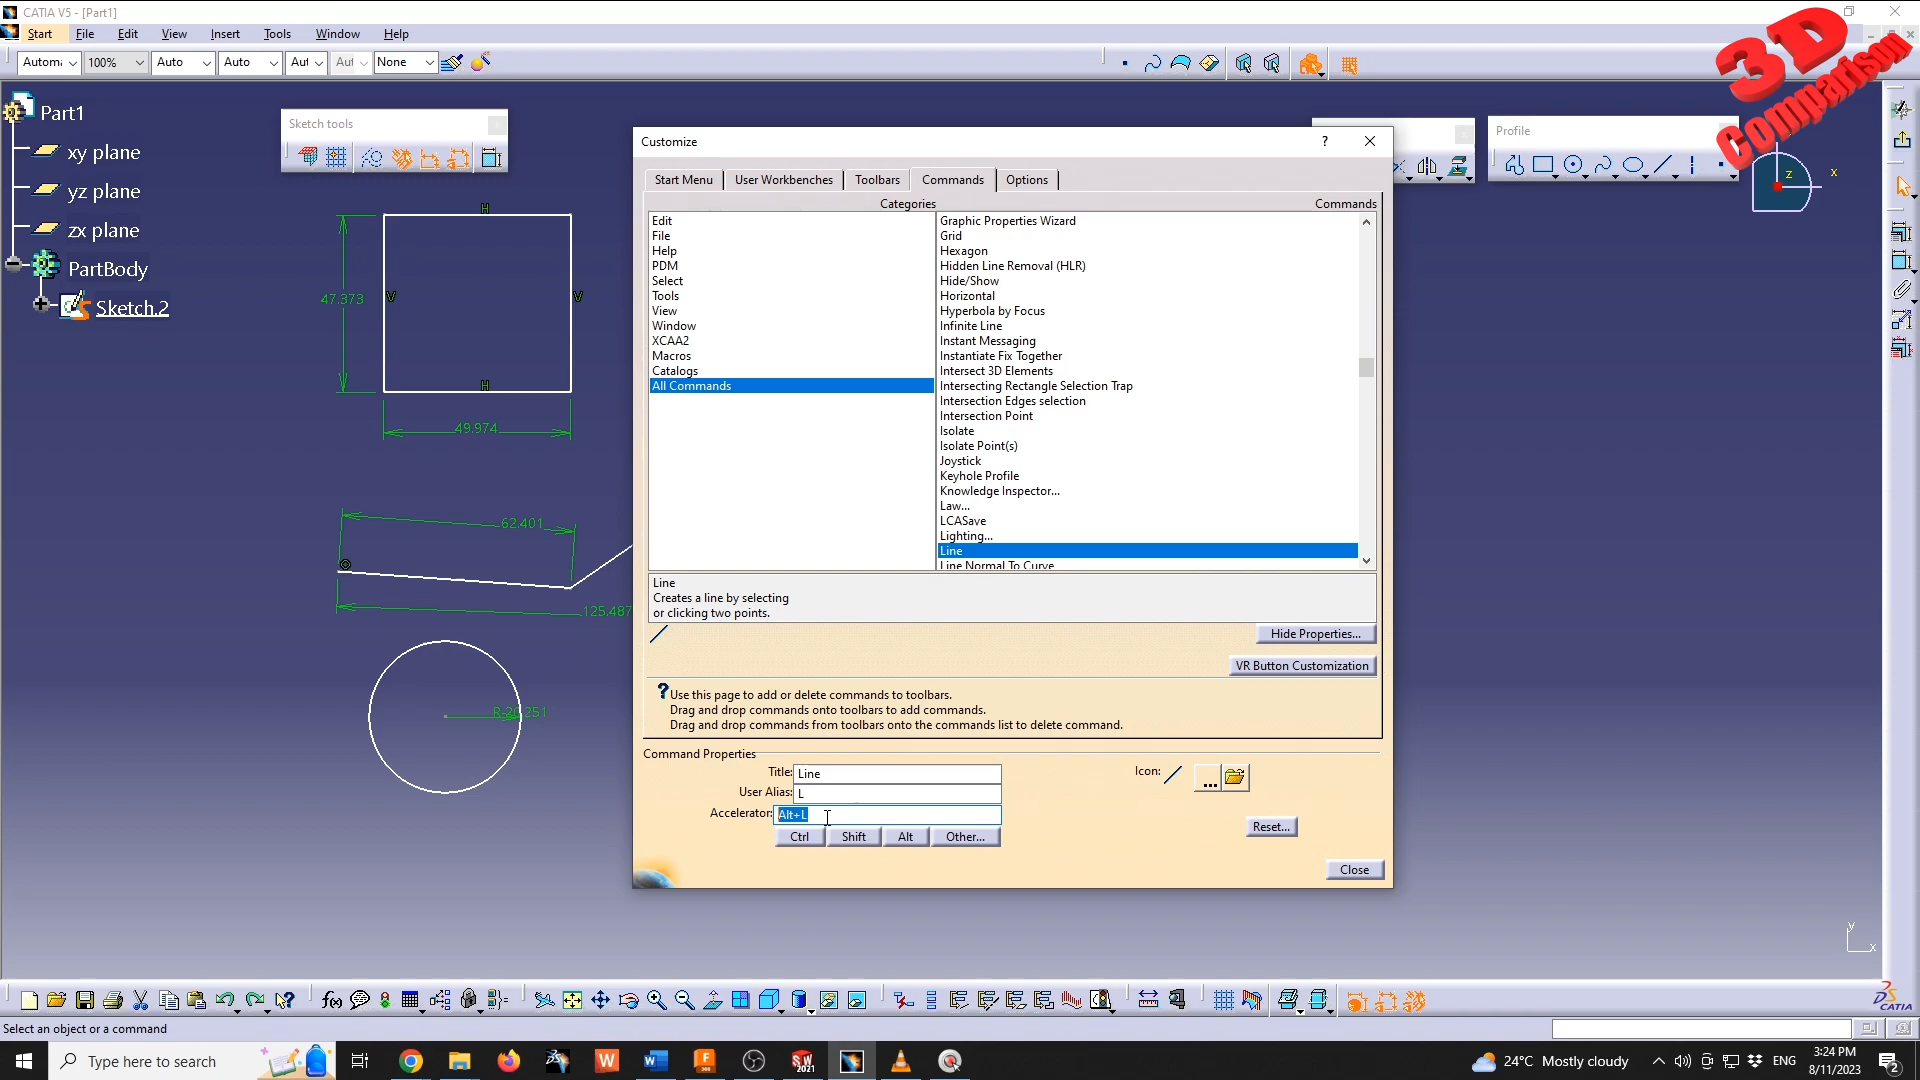 CATIA V5 - [Part1]
Start File Edit View Insert Tools Window Help
Automa 100% Auto Auto Aut Aut None
3D
Comparison
Part1
xy plane
yz plane
zx plane
PartBody
Sketch.2
Sketch tools
Profile
z x
H
V V
H
47.373
49.974
62.401
125.487
Customize
? 
Start Menu User Workbenches Toolbars Commands Options
Categories Commands
Edit
File
Help
PDM
Select
Tools
View
Window
XCAA2
Macros
Catalogs
All Commands
Graphic Properties Wizard
Grid
Hexagon
Hidden Line Removal (HLR)
Hide/Show
Horizontal
Hyperbola by Focus
Infinite Line
Instant Messaging
Instantiate Fix Together
Intersect 3D Elements
Intersecting Rectangle Selection Trap
Intersection Edges selection
Intersection Point
Isolate
Isolate Point(s)
Joystick
Keyhole Profile
Knowledge Inspector...
Law...
LCASave
Lighting...
Line
Line Normal To Curve
Line
Creates a line by selecting
or clicking two points.
Hide Properties...
VR Button Customization
? Use this page to add or delete commands to toolbars.
Drag and drop commands onto toolbars to add commands.
Drag and drop commands from toolbars onto the commands list to delete command.
Command Properties
Title: Line
Icon: ...
User Alias: L
Accelerator: Alt+L
Ctrl Shift Alt Other...
Reset...
Close
y
x
f(x)
CATIA
Select an object or a command
Type here to search
24°C Mostly cloudy
ENG
3:24 PM
8/11/2023
2